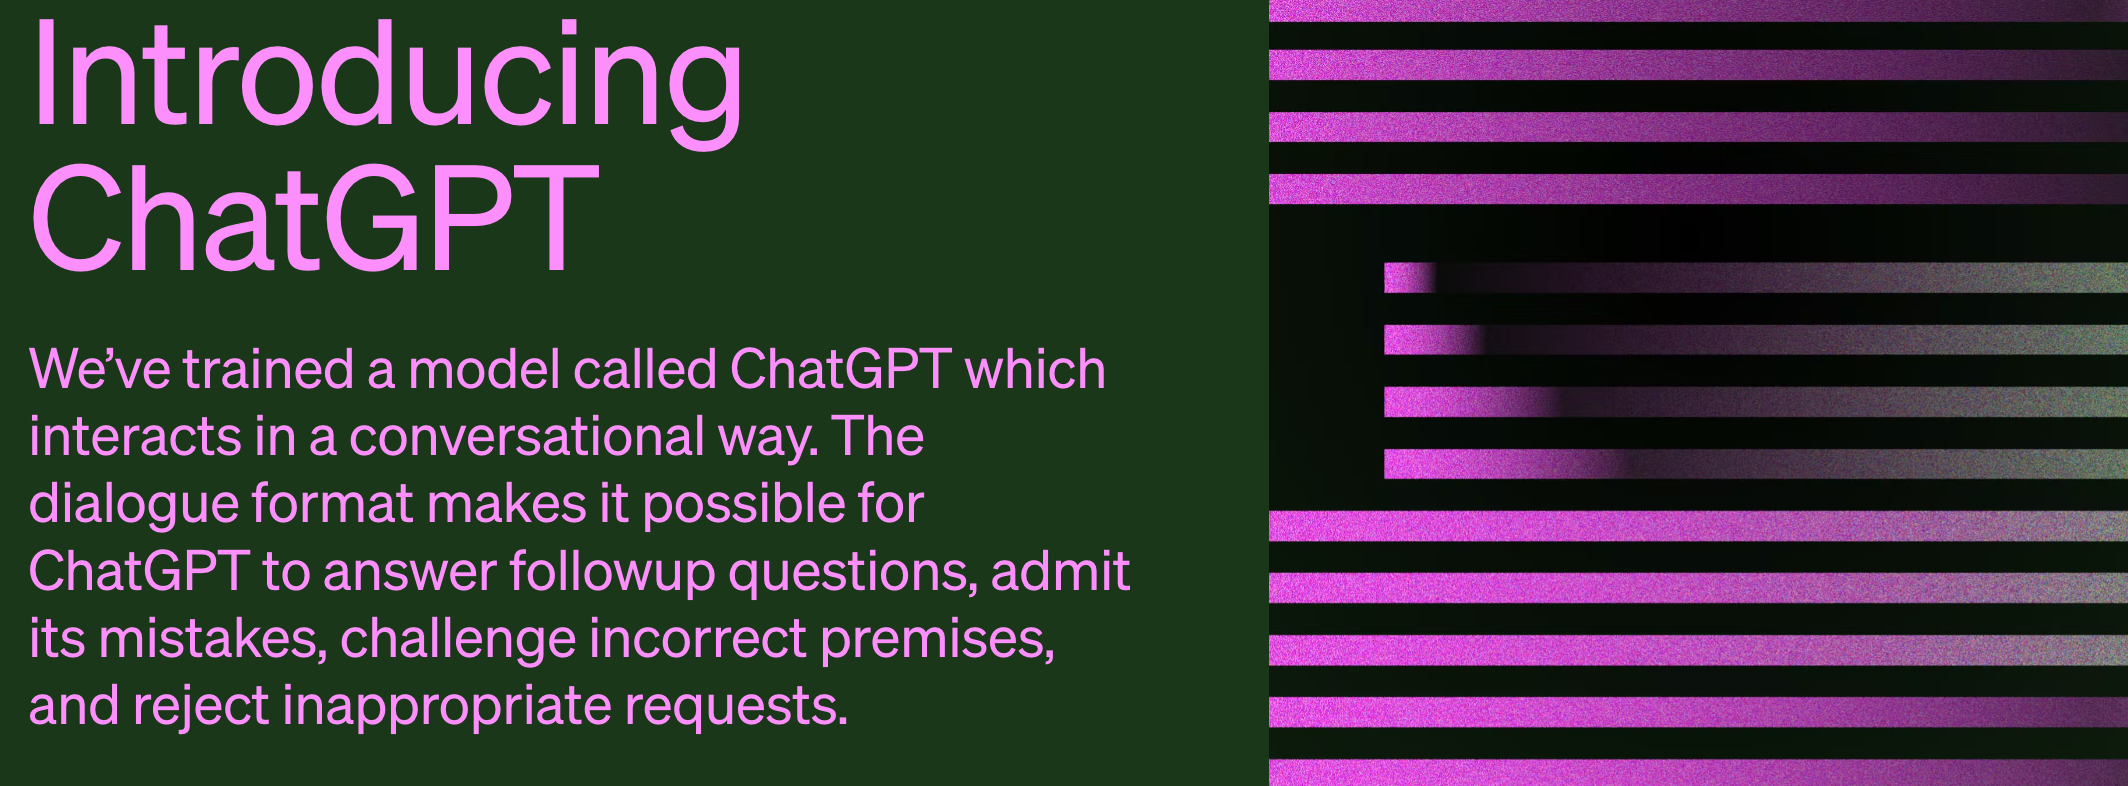 Introducing
ChatGPT
We’ve trained a model called ChatGPT which
interacts in a conversational way. The
dialogue format makes it possible for
ChatGPT to answer followup questions, admit
its mistakes, challenge incorrect premises,
and reject inappropriate requests.